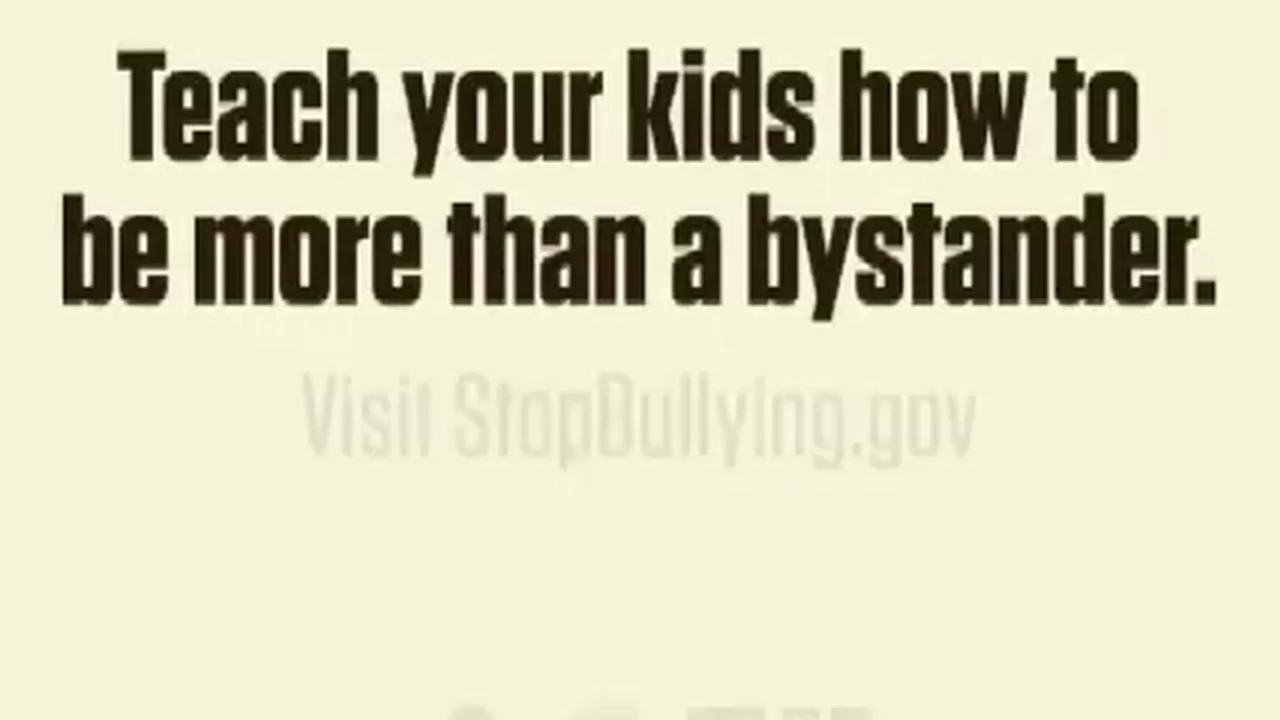 Teach your kids how to
be more than a bystander.
Visit StopBullying.gov